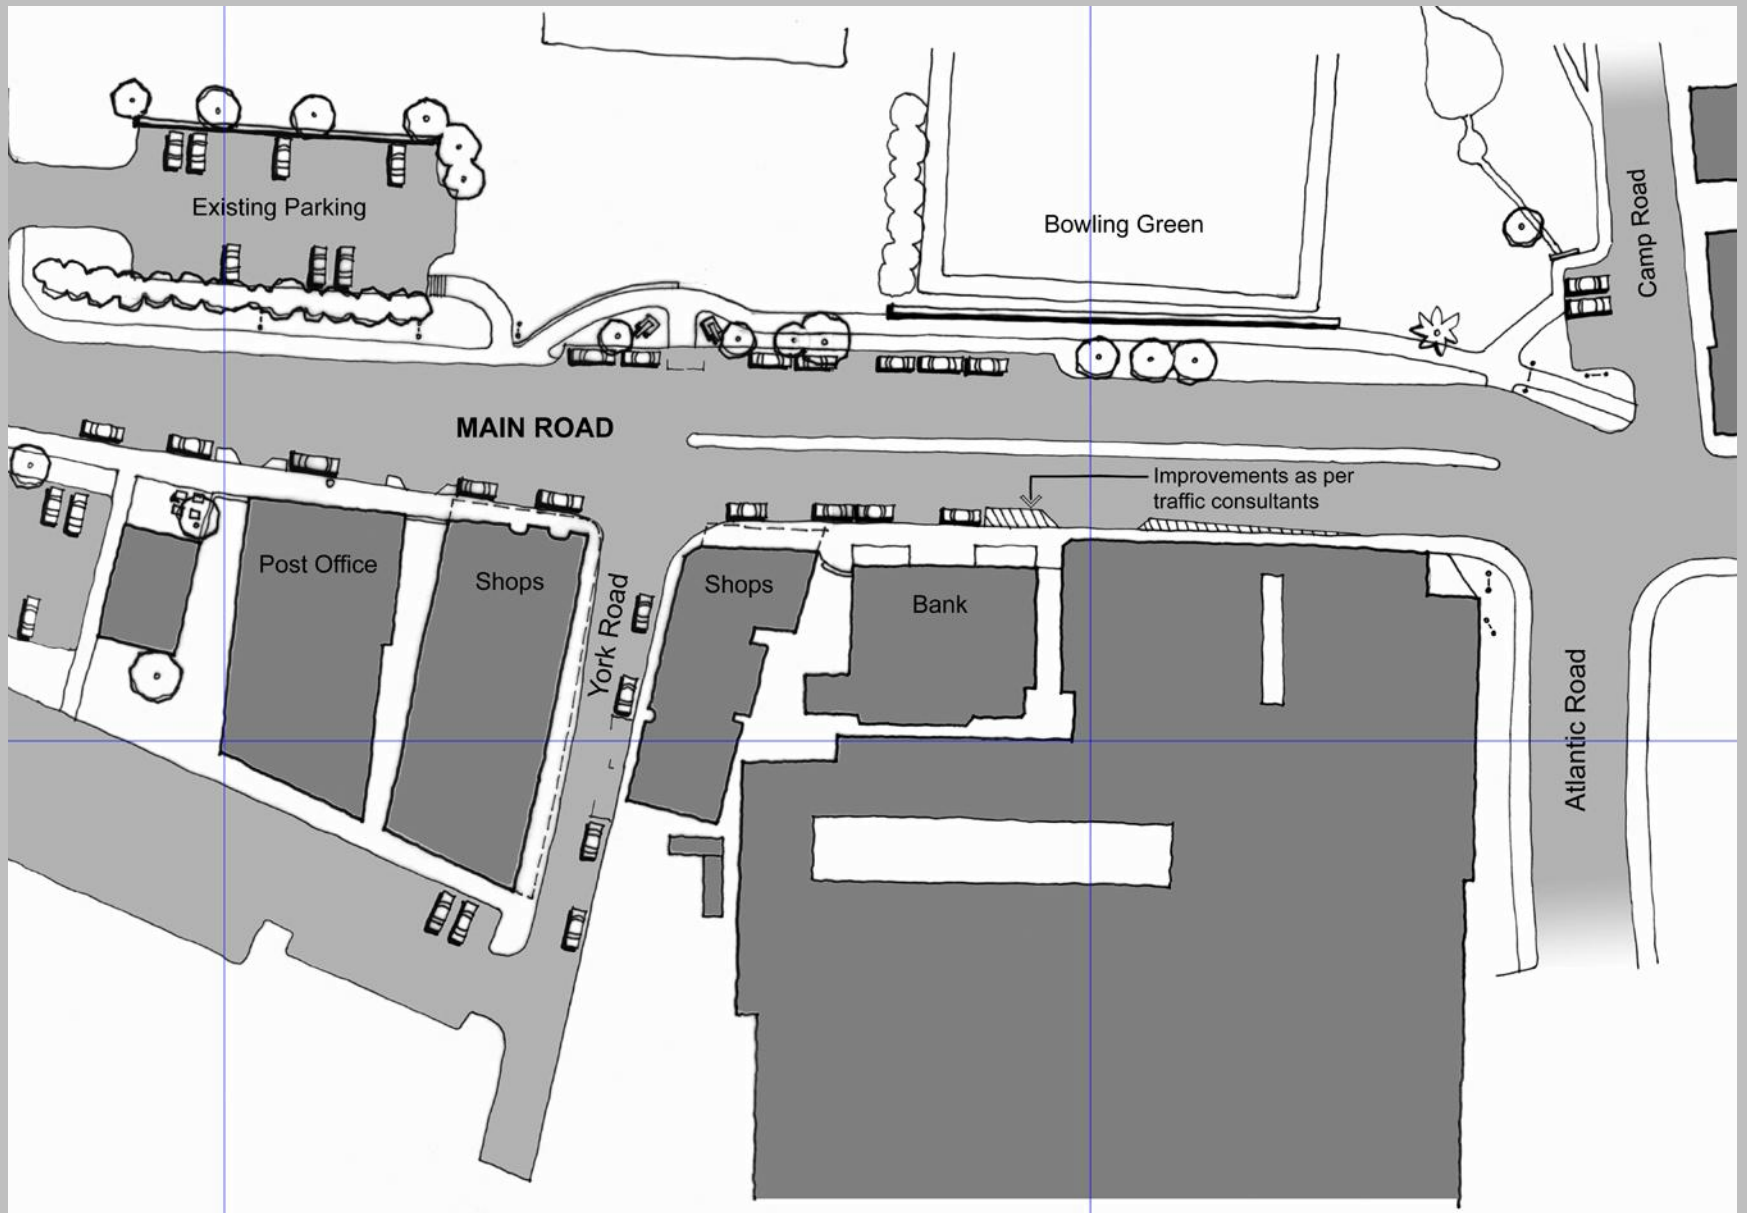 Existing Parking
Bowling Green
Camp Road
MAIN ROAD
Improvements as per
traffic consultants
Post Office
Shops
York Road
Shops
Bank
Atlantic Road